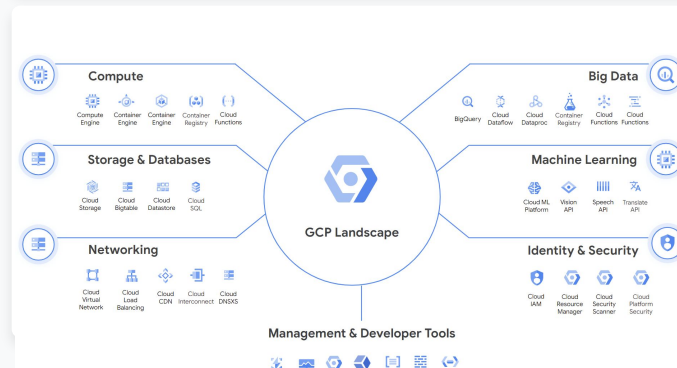 Compute
Compute Engine
Container Engine
Container Engine
Container Registry
Cloud Functions
Storage & Databases
Cloud Storage
Cloud Bigtable
Cloud Datastore
Cloud SQL
Networking
Cloud Virtual Network
Cloud Load Balancing
Cloud CDN
Cloud Interconnect
Cloud DNSXS
GCP Landscape
Big Data
BigQuery
Cloud Dataflow
Cloud Dataproc
Container Registry
Cloud Functions
Cloud Functions
Machine Learning
Cloud ML Platform
Vision API
Speech API
Translate API
Identity & Security
Cloud IAM
Cloud Resource Manager
Cloud Security Scanner
Cloud Platform Security
Management & Developer Tools